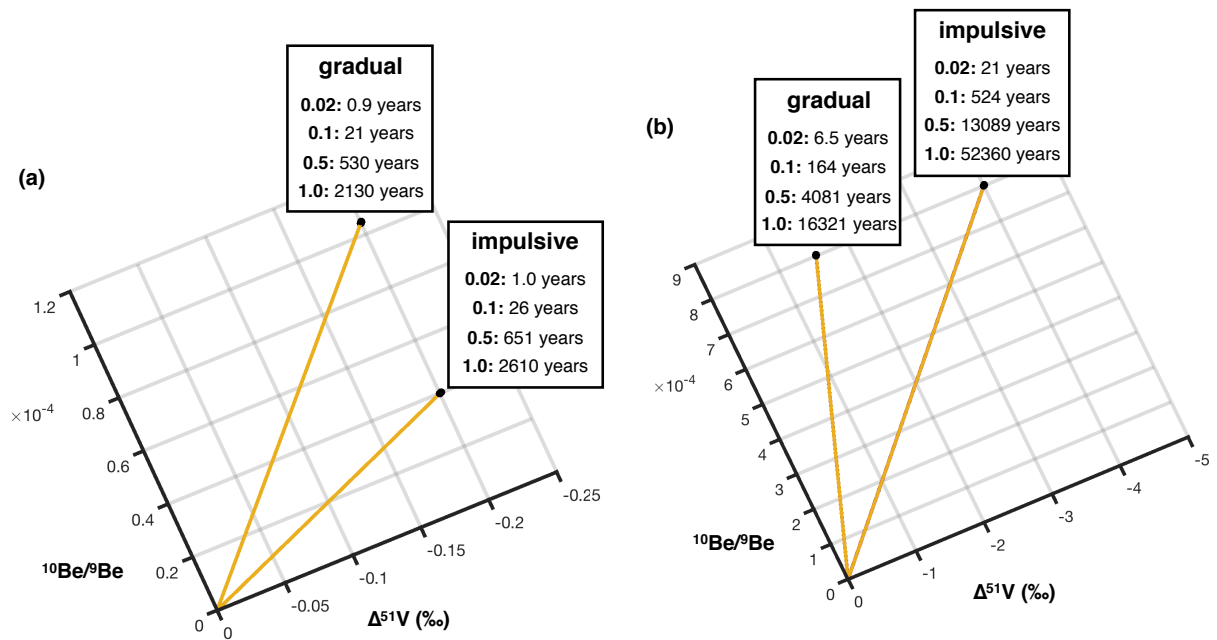 (a)
gradual
0.02: 0.9 years
0.1: 21 years
0.5: 530 years
1.0: 2130 years
impulsive
0.02: 1.0 years
0.1: 26 years
0.5: 651 years
1.0: 2610 years
1.2
1
×10⁻⁴
0.8
0.6
0.4
0.2
0
¹⁰Be/⁹Be
0
-0.05
-0.1
-0.15
-0.2
-0.25
Δ⁵¹V (‰)
(b)
gradual
0.02: 6.5 years
0.1: 164 years
0.5: 4081 years
1.0: 16321 years
impulsive
0.02: 21 years
0.1: 524 years
0.5: 13089 years
1.0: 52360 years
9
8
7
6
×10⁻⁴
5
4
3
2
1
0
¹⁰Be/⁹Be
0
-1
-2
-3
-4
-5
Δ⁵¹V (‰)